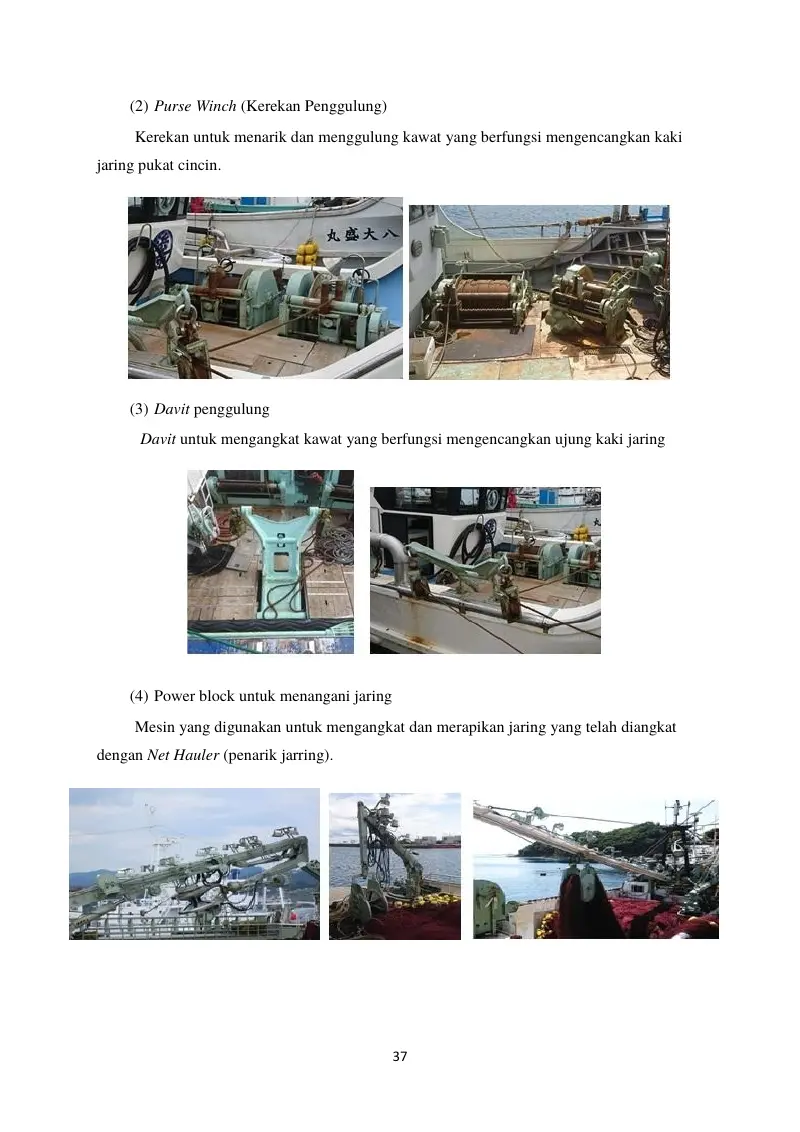 (2) Purse Winch (Kerekan Penggulung)
Kerekan untuk menarik dan menggulung kawat yang berfungsi mengencangkan kaki
jaring pukat cincin.
丸盛大八
(3) Davit penggulung
Davit untuk mengangkat kawat yang berfungsi mengencangkan ujung kaki jaring
(4) Power block untuk menangani jaring
Mesin yang digunakan untuk mengangkat dan merapikan jaring yang telah diangkat
dengan Net Hauler (penarik jarring).
37